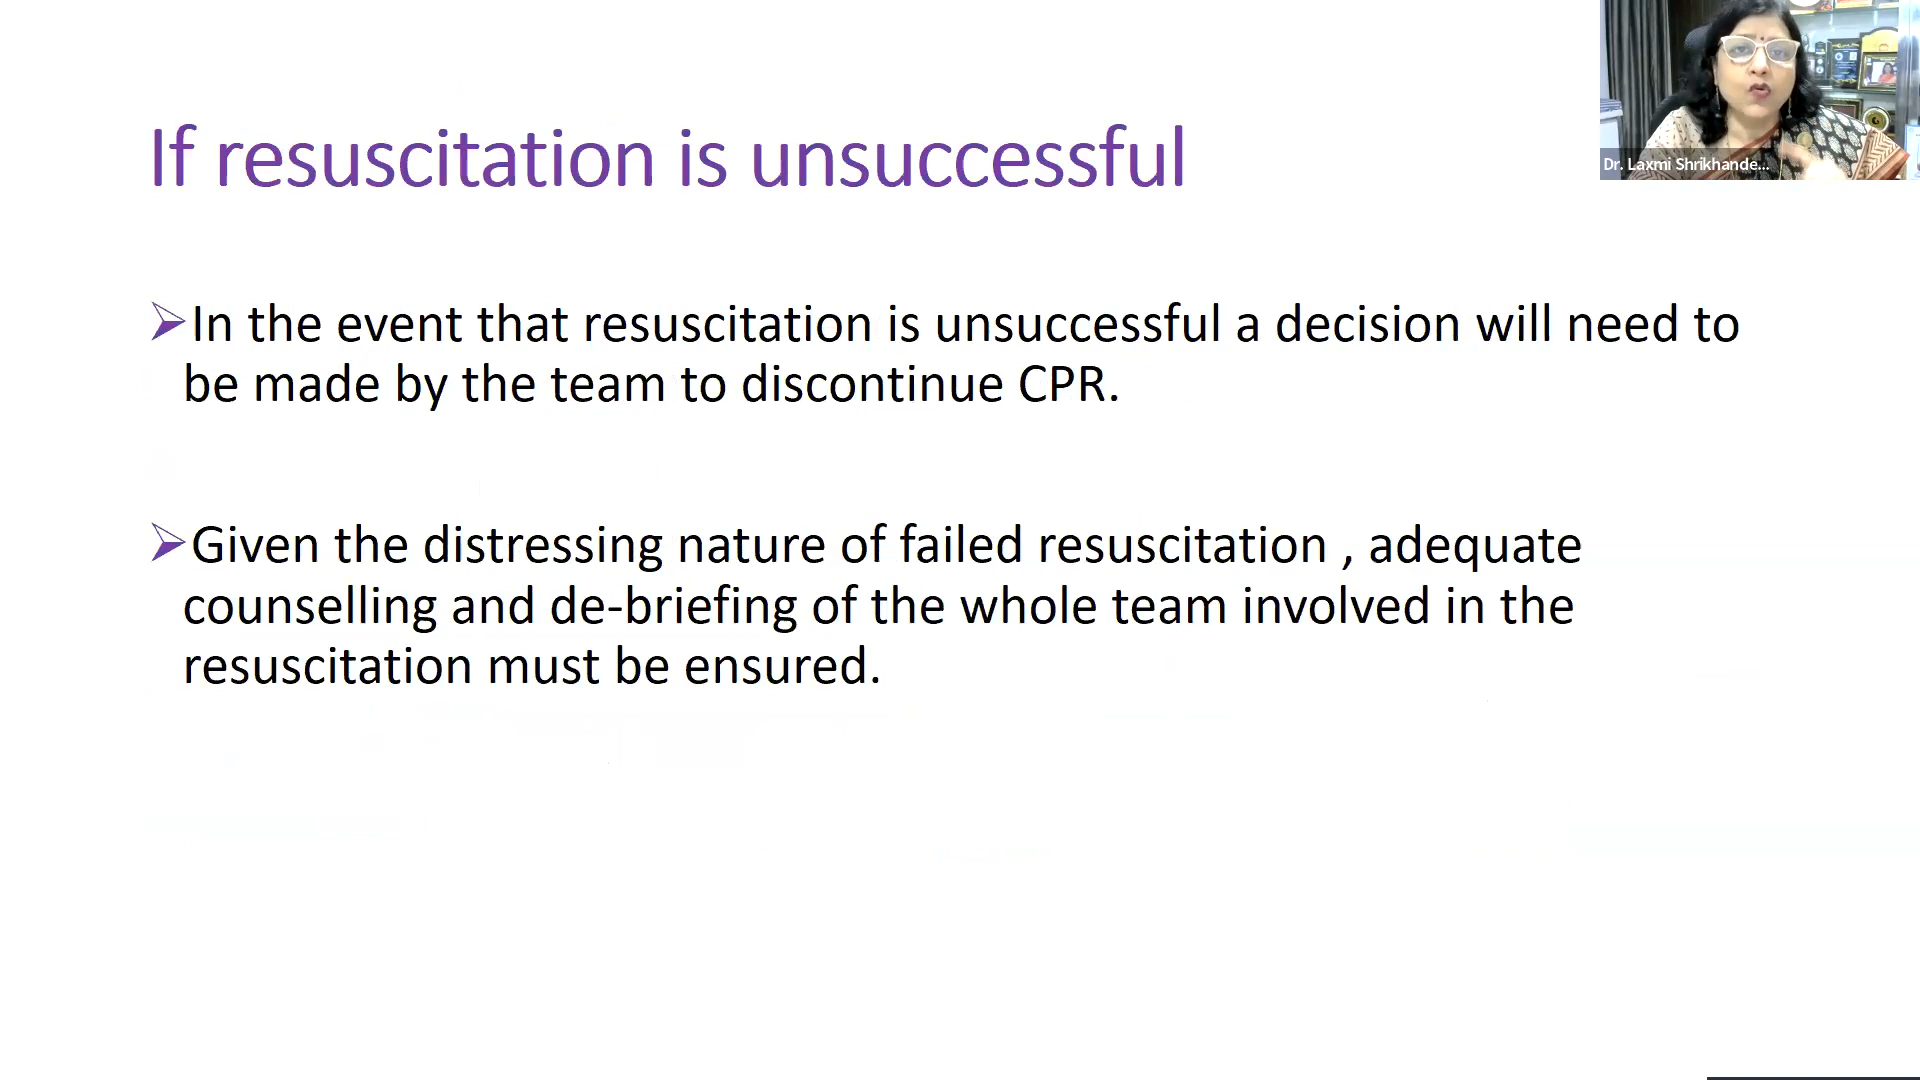 If resuscitation is unsuccessful
In the event that resuscitation is unsuccessful a decision will need to
be made by the team to discontinue CPR.
Given the distressing nature of failed resuscitation , adequate
counselling and de-briefing of the whole team involved in the
resuscitation must be ensured.
Dr. Laxmi Shrikhande...